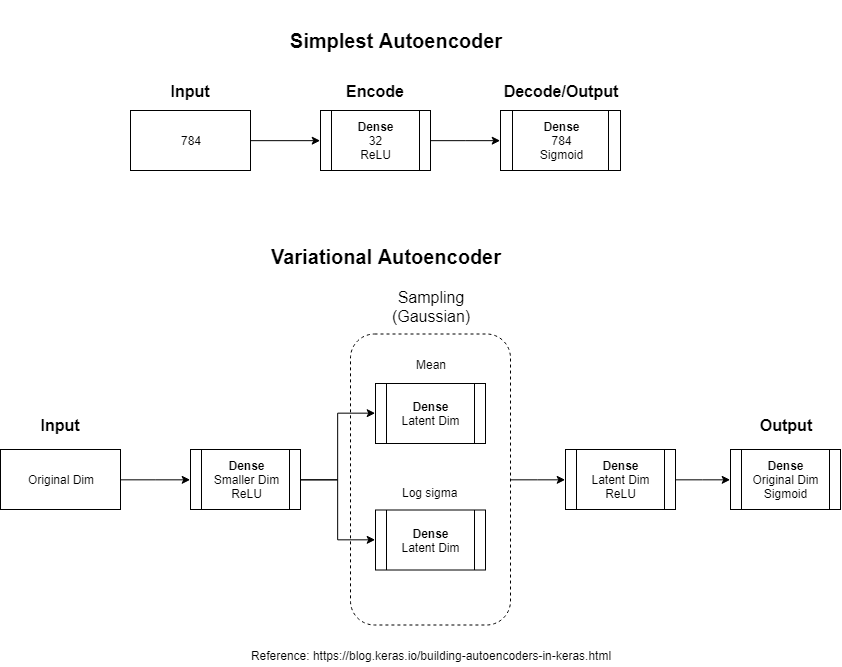 Simplest Autoencoder
Input
Encode
Decode/Output
784
Dense
32
ReLU
Dense
784
Sigmoid
Variational Autoencoder
Sampling
(Gaussian)
Mean
Dense
Latent Dim
Input
Output
Original Dim
Dense
Smaller Dim
ReLU
Dense
Latent Dim
ReLU
Dense
Original Dim
Sigmoid
Log sigma
Dense
Latent Dim
Reference: https://blog.keras.io/building-autoencoders-in-keras.html